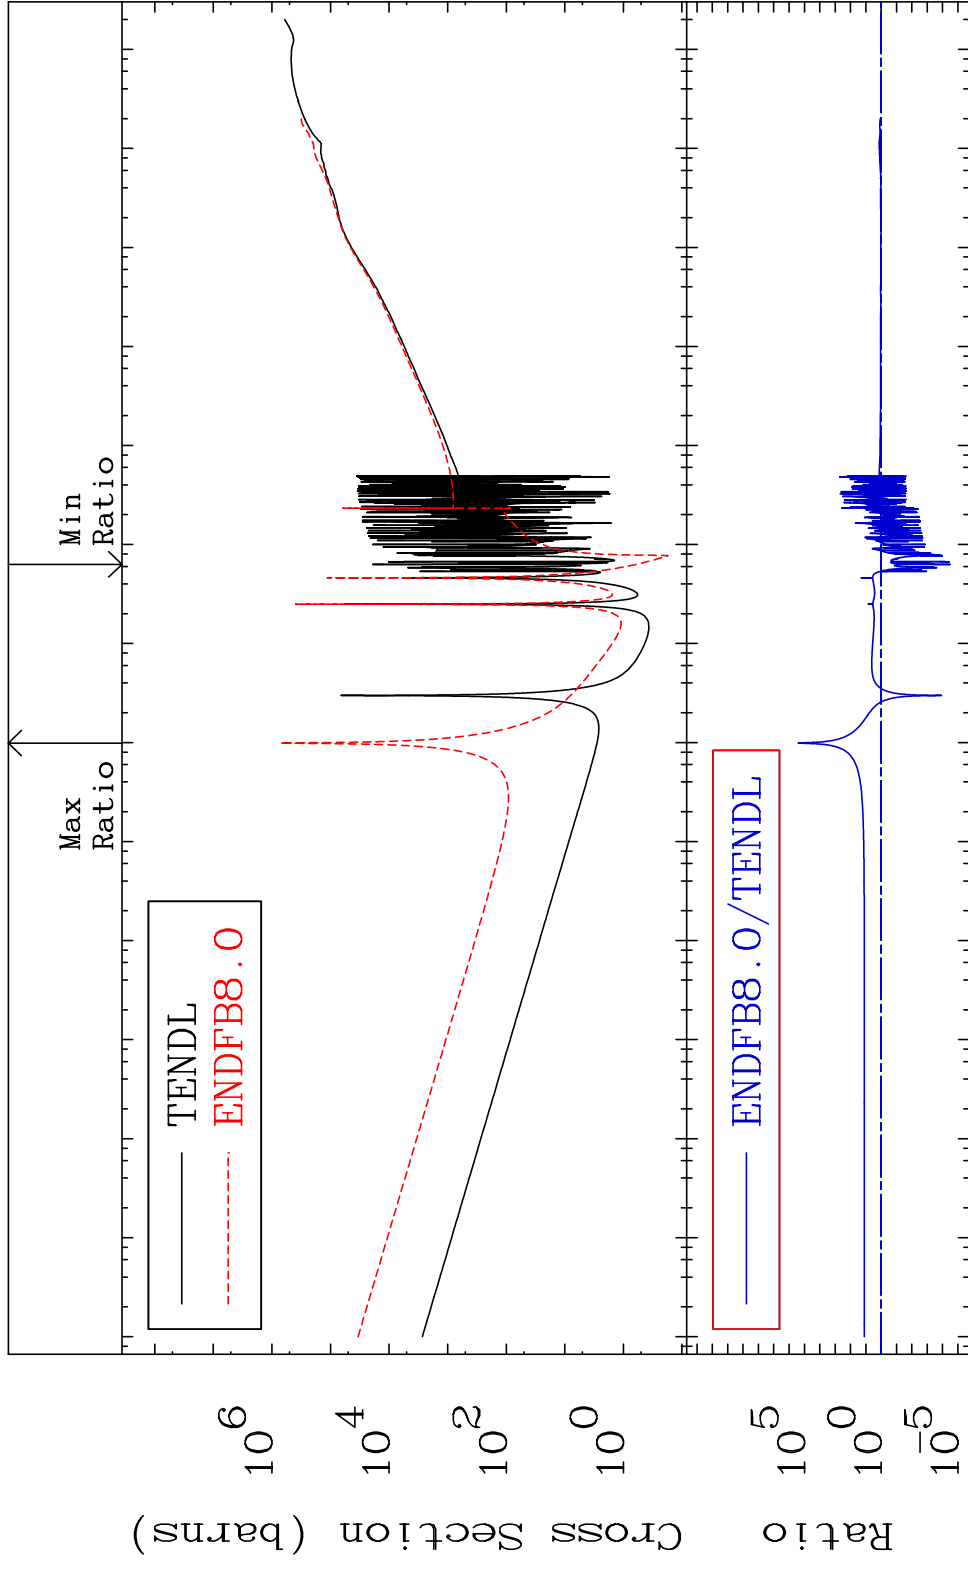 Max
Ratio
Min
Ratio
TENDL
ENDFB8.0
10^6
10^4
10^2
10^0
Cross Section (barns)
ENDFB8.0/TENDL
10^5
10^0
10^-5
Ratio